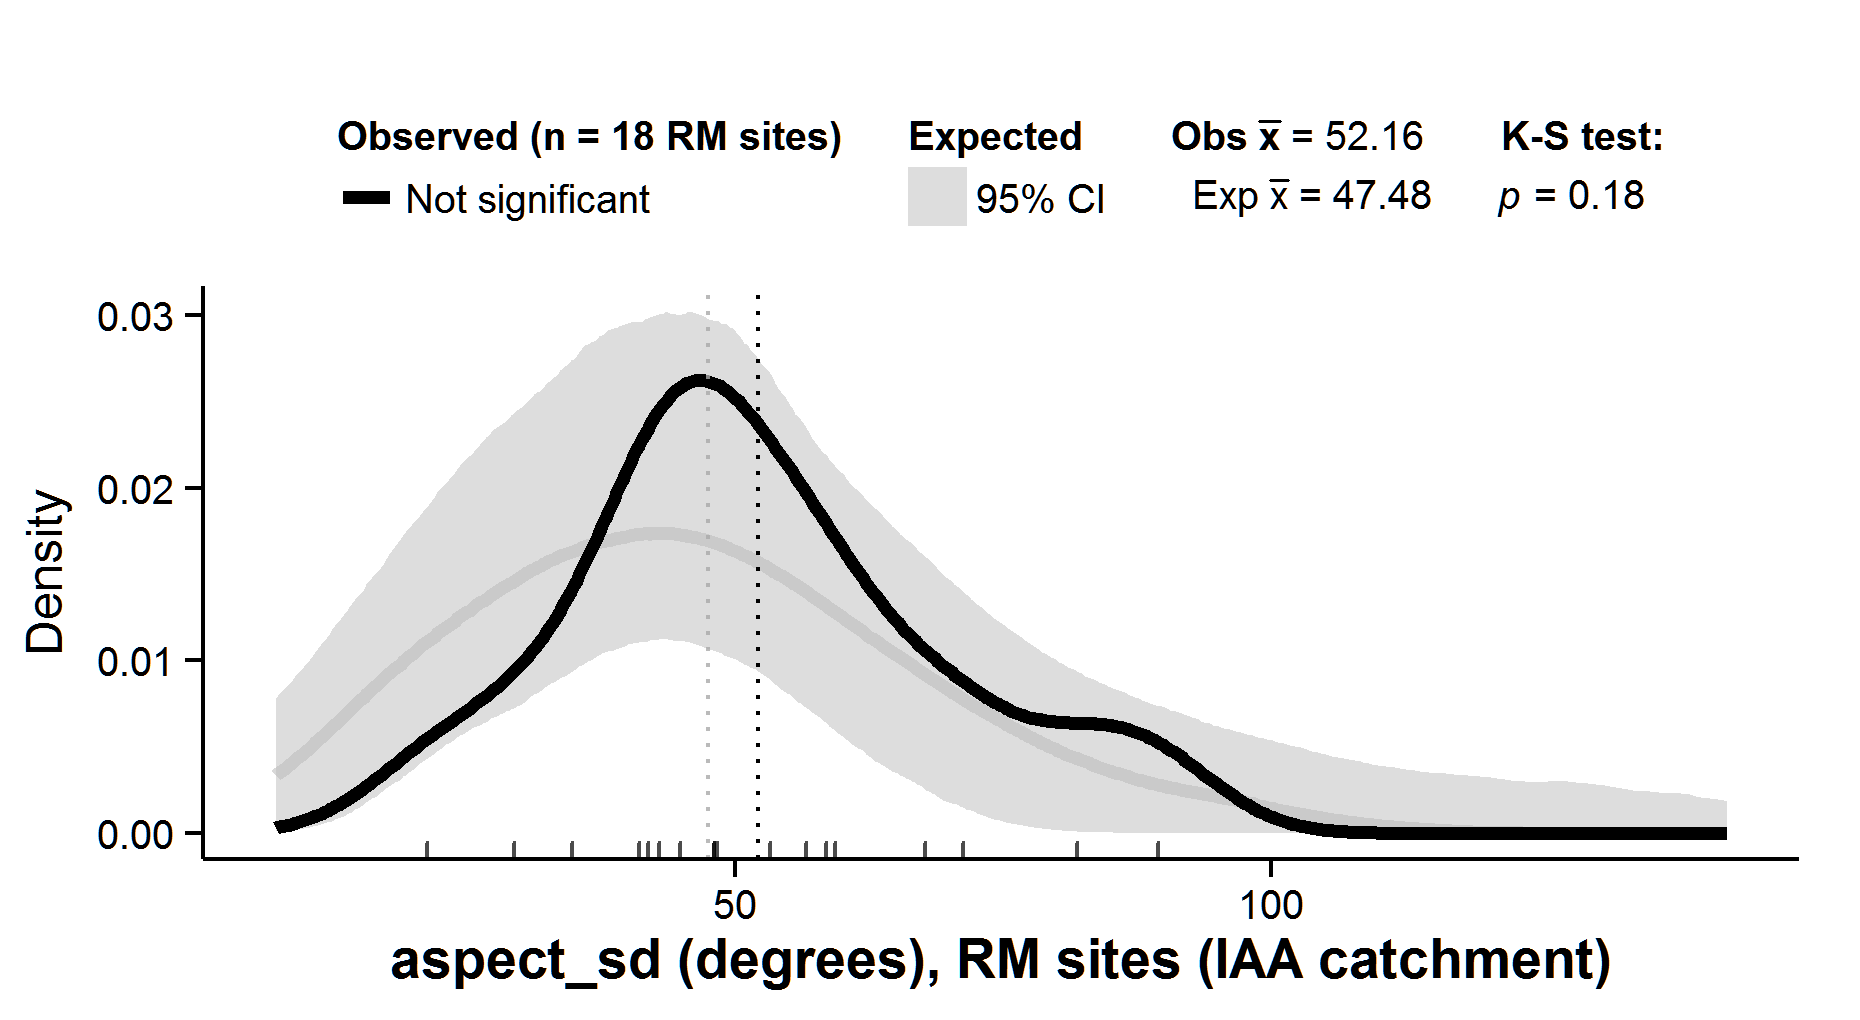 Observed (n = 18 RM sites) Expected Obs x̅ = 52.16 K-S test:
Not significant 95% CI Exp x̅ = 47.48 p = 0.18
0.03
0.02
0.01
0.00
Density
50 100
aspect_sd (degrees), RM sites (IAA catchment)